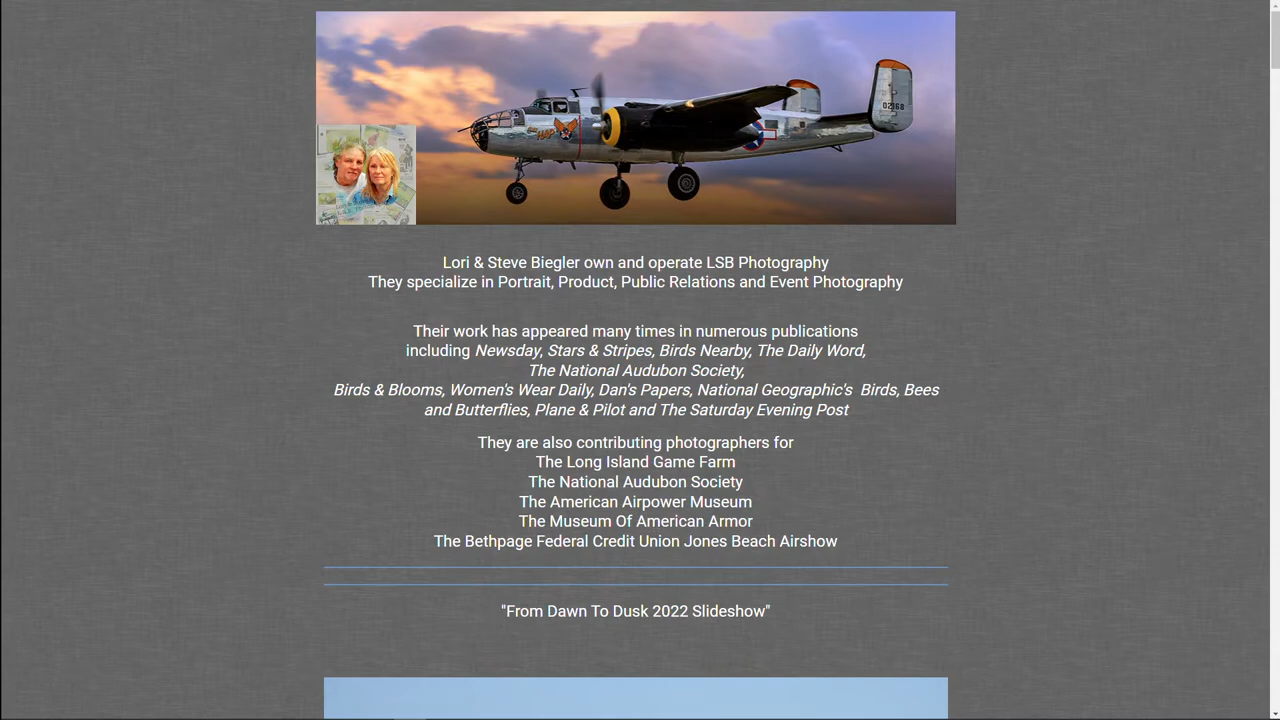 02168
Lori & Steve Biegler own and operate LSB Photography
They specialize in Portrait, Product, Public Relations and Event Photography
Their work has appeared many times in numerous publications
including Newsday, Stars & Stripes, Birds Nearby, The Daily Word,
The National Audubon Society,
Birds & Blooms, Women's Wear Daily, Dan's Papers, National Geographic's  Birds, Bees
and Butterflies, Plane & Pilot and The Saturday Evening Post
They are also contributing photographers for
The Long Island Game Farm
The National Audubon Society
The American Airpower Museum
The Museum Of American Armor
The Bethpage Federal Credit Union Jones Beach Airshow
"From Dawn To Dusk 2022 Slideshow"